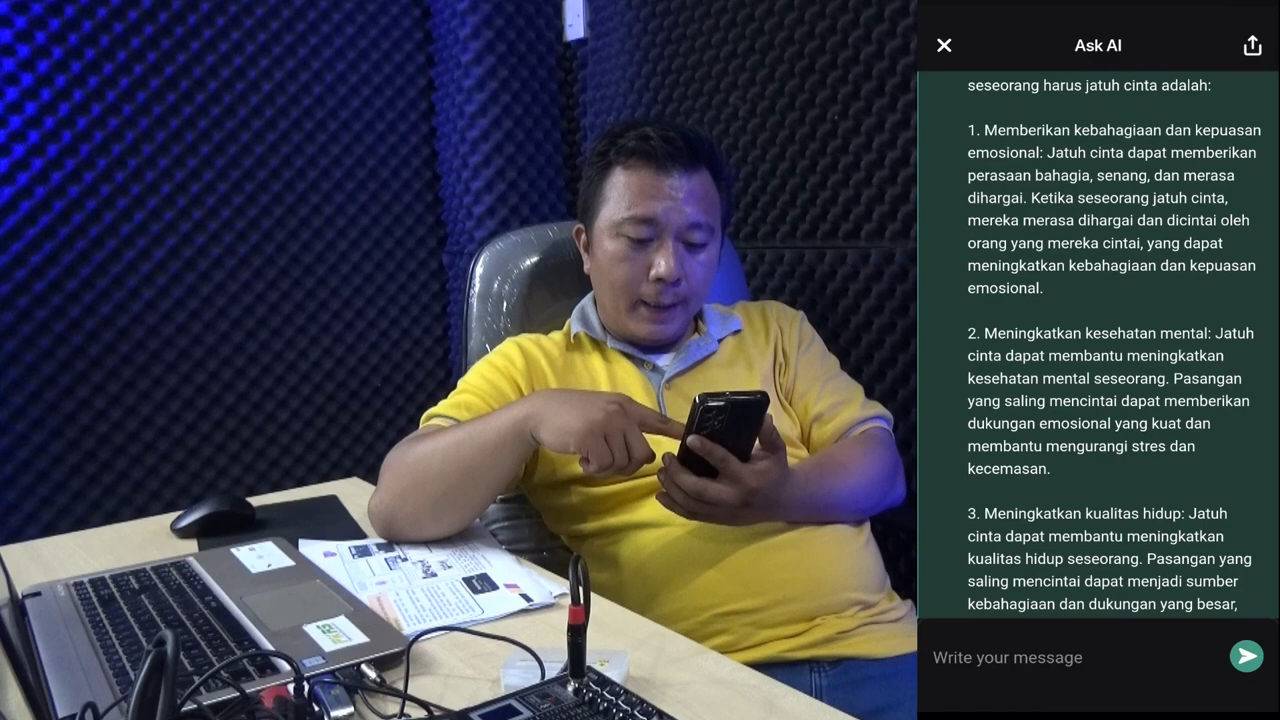 Ask AI
seseorang harus jatuh cinta adalah:
1. Memberikan kebahagiaan dan kepuasan
emosional: Jatuh cinta dapat memberikan
perasaan bahagia, senang, dan merasa
dihargai. Ketika seseorang jatuh cinta,
mereka merasa dihargai dan dicintai oleh
orang yang mereka cintai, yang dapat
meningkatkan kebahagiaan dan kepuasan
emosional.
2. Meningkatkan kesehatan mental: Jatuh
cinta dapat membantu meningkatkan
kesehatan mental seseorang. Pasangan
yang saling mencintai dapat memberikan
dukungan emosional yang kuat dan
membantu mengurangi stres dan
kecemasan.
3. Meningkatkan kualitas hidup: Jatuh
cinta dapat membantu meningkatkan
kualitas hidup seseorang. Pasangan yang
saling mencintai dapat menjadi sumber
kebahagiaan dan dukungan yang besar,
Write your message